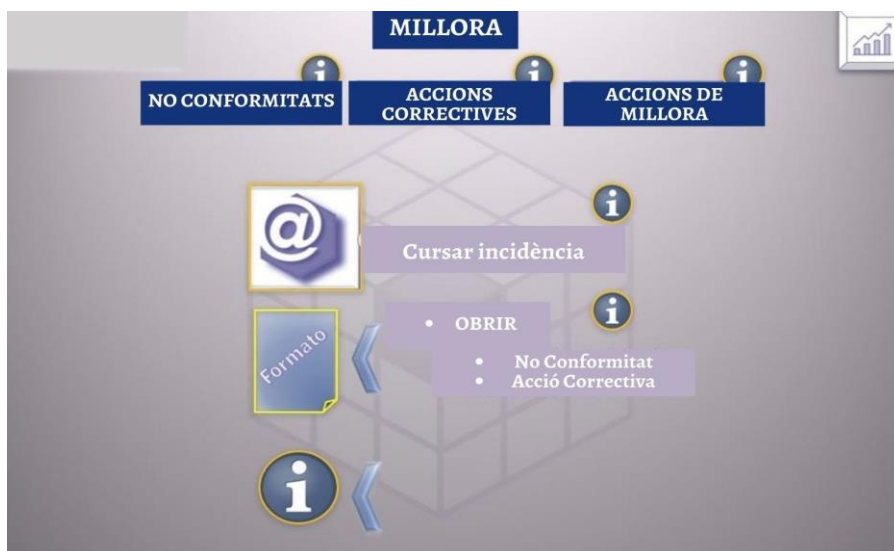 MILLORA
NO CONFORMITATS
ACCIONS
CORRECTIVES
ACCIONS DE
MILLORA
@
Cursar incidència
Formato
• OBRIR
• No Conformitat
• Acció Correctiva